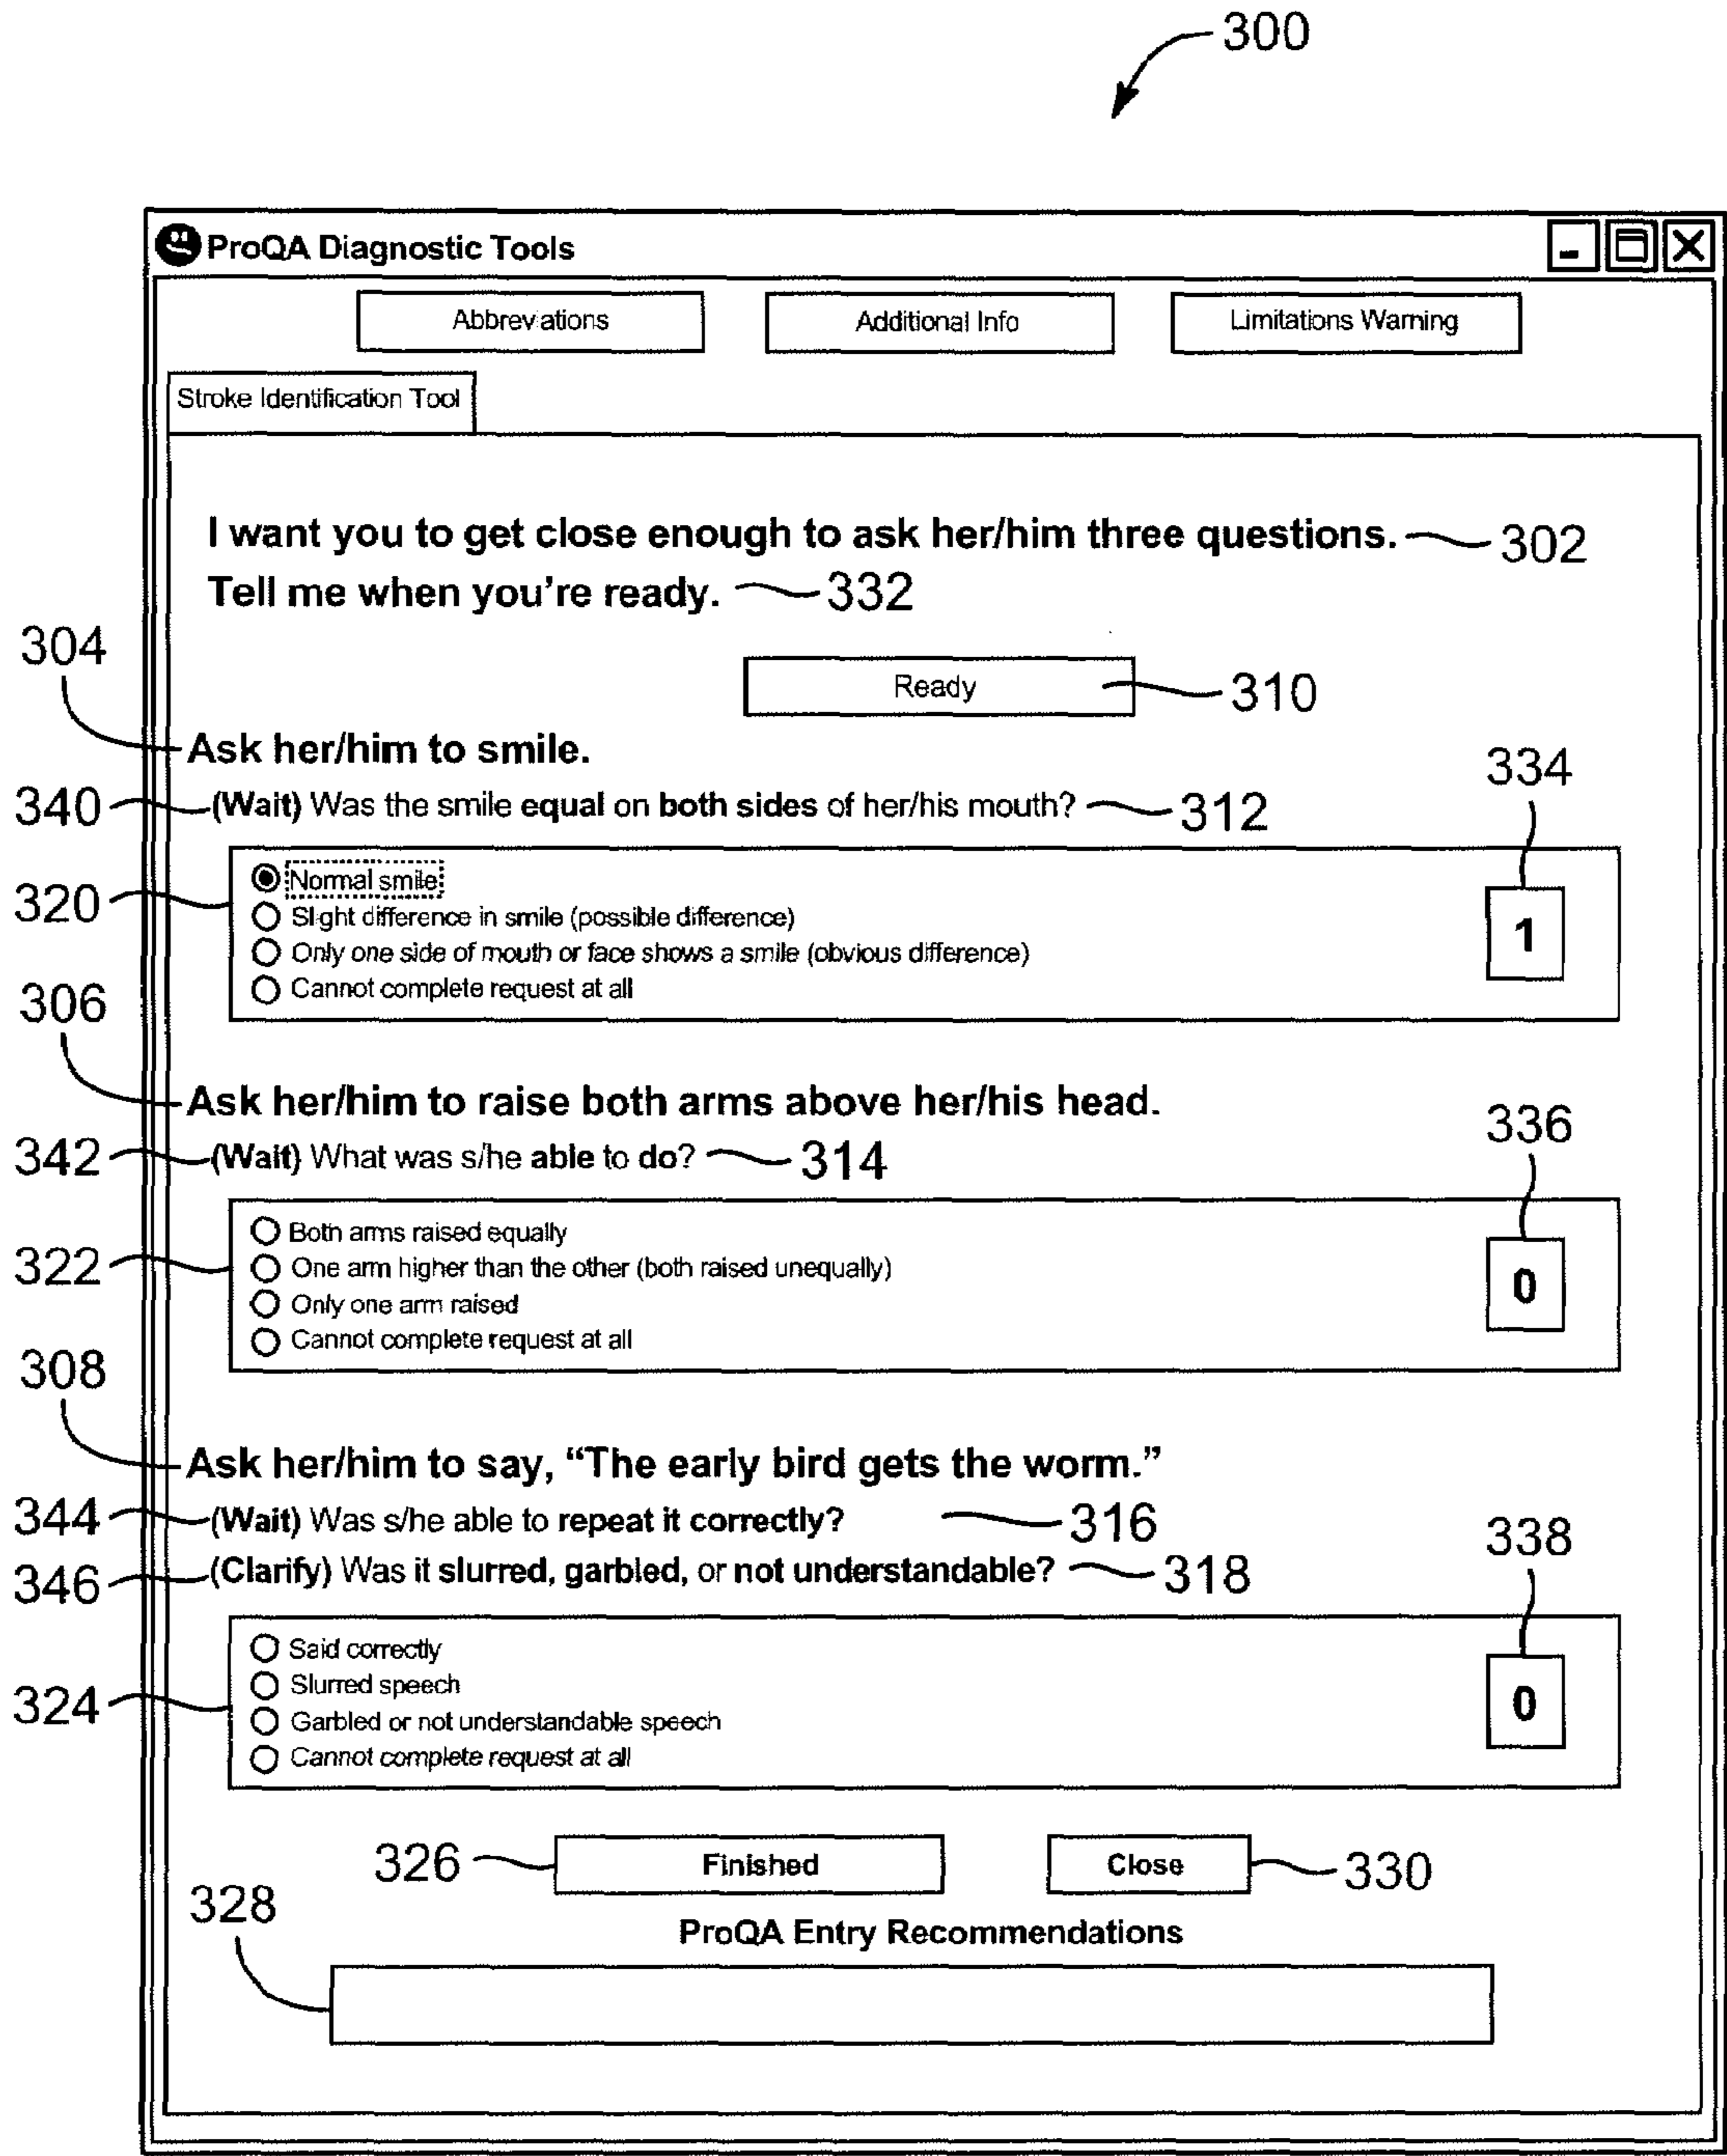 300
ProQA Diagnostic Tools
Abbreviations Additional Info Limitations Warning
Stroke Identification Tool
I want you to get close enough to ask her/him three questions. 302
Tell me when you're ready. 332
304
Ready 310
Ask her/him to smile.
334
340 (Wait) Was the smile equal on both sides of her/his mouth? 312
320
Normal smile
Slight difference in smile (possible difference)
1
Only one side of mouth or face shows a smile (obvious difference)
Cannot complete request at all
306
Ask her/him to raise both arms above her/his head.
336
342 (Wait) What was s/he able to do? 314
Both arms raised equally
322 One arm higher than the other (both raised unequally)
0
Only one arm raised
Cannot complete request at all
308
Ask her/him to say, “The early bird gets the worm.”
344 (Wait) Was s/he able to repeat it correctly? 316
338
346 (Clarify) Was it slurred, garbled, or not understandable? 318
Said correctly
Slurred speech
324
0
Garbled or not understandable speech
Cannot complete request at all
326 Finished Close 330
328
ProQA Entry Recommendations